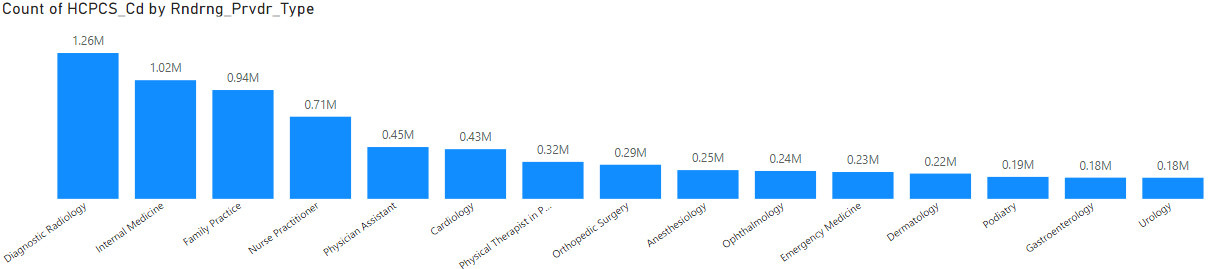 Count of HCPCS_Cd by Rndrng_Prvdr_Type
1.26M
1.02M
0.94M
0.71M
0.45M
0.43M
0.32M
0.29M
0.25M
0.24M
0.23M
0.22M
0.19M
0.18M
0.18M
Diagnostic Radiology
Internal Medicine
Family Practice
Nurse Practitioner
Physician Assistant
Cardiology
Physical Therapist in P...
Orthopedic Surgery
Anesthesiology
Ophthalmology
Emergency Medicine
Dermatology
Podiatry
Gastroenterology
Urology